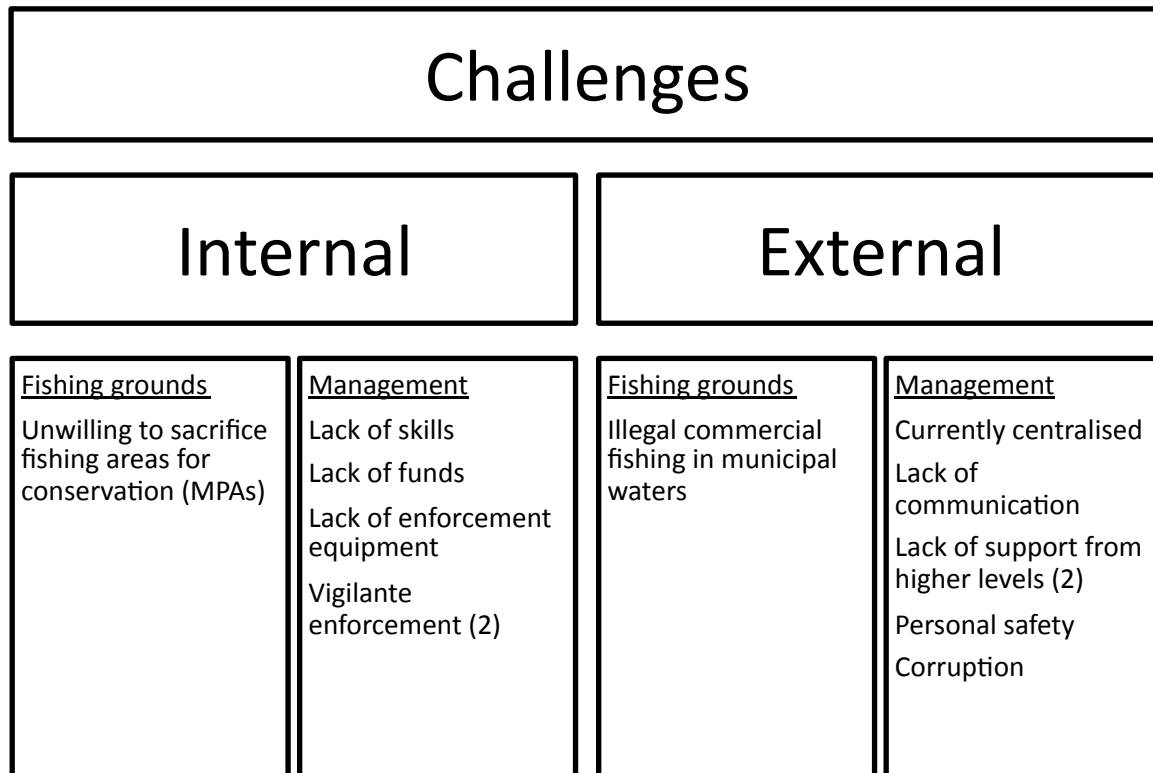 Challenges
Internal
External
Fishing grounds
Unwilling to sacrifice
fishing areas for
conservation (MPAs)
Management
Lack of skills
Lack of funds
Lack of enforcement
equipment
Vigilante
enforcement (2)
Fishing grounds
Illegal commercial
fishing in municipal
waters
Management
Currently centralised
Lack of
communication
Lack of support from
higher levels (2)
Personal safety
Corruption